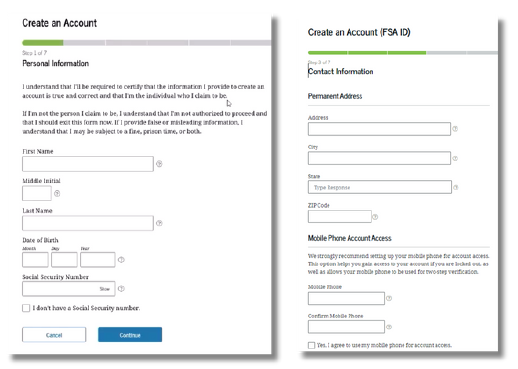 Create an Account
Step 1 of 7
Personal Information
I understand that I'll be required to certify that the information I provide to create an
account is true and correct and that I'm the individual who I claim to be.
If I'm not the person I claim to be, I understand that I'm not authorized to proceed and
that I should exit this form now. If I provide false or misleading information, I
understand that I may be subject to a fine, prison time, or both.
First Name
Middle Initial
Last Name
Date of Birth
Month Day Year
Social Security Number
Show
I don't have a Social Security number.
Cancel Continue
Create an Account (FSA ID)
Step 3 of 7
Contact Information
Permanent Address
Address
City
State
Type Response
ZIP Code
Mobile Phone Account Access
We strongly recommend setting up your mobile phone for account access.
This option helps you gain access to your account if you are locked out, as
well as allows your mobile phone to be used for two-step verification.
Mobile Phone
Confirm Mobile Phone
Yes, I agree to use my mobile phone for account access.